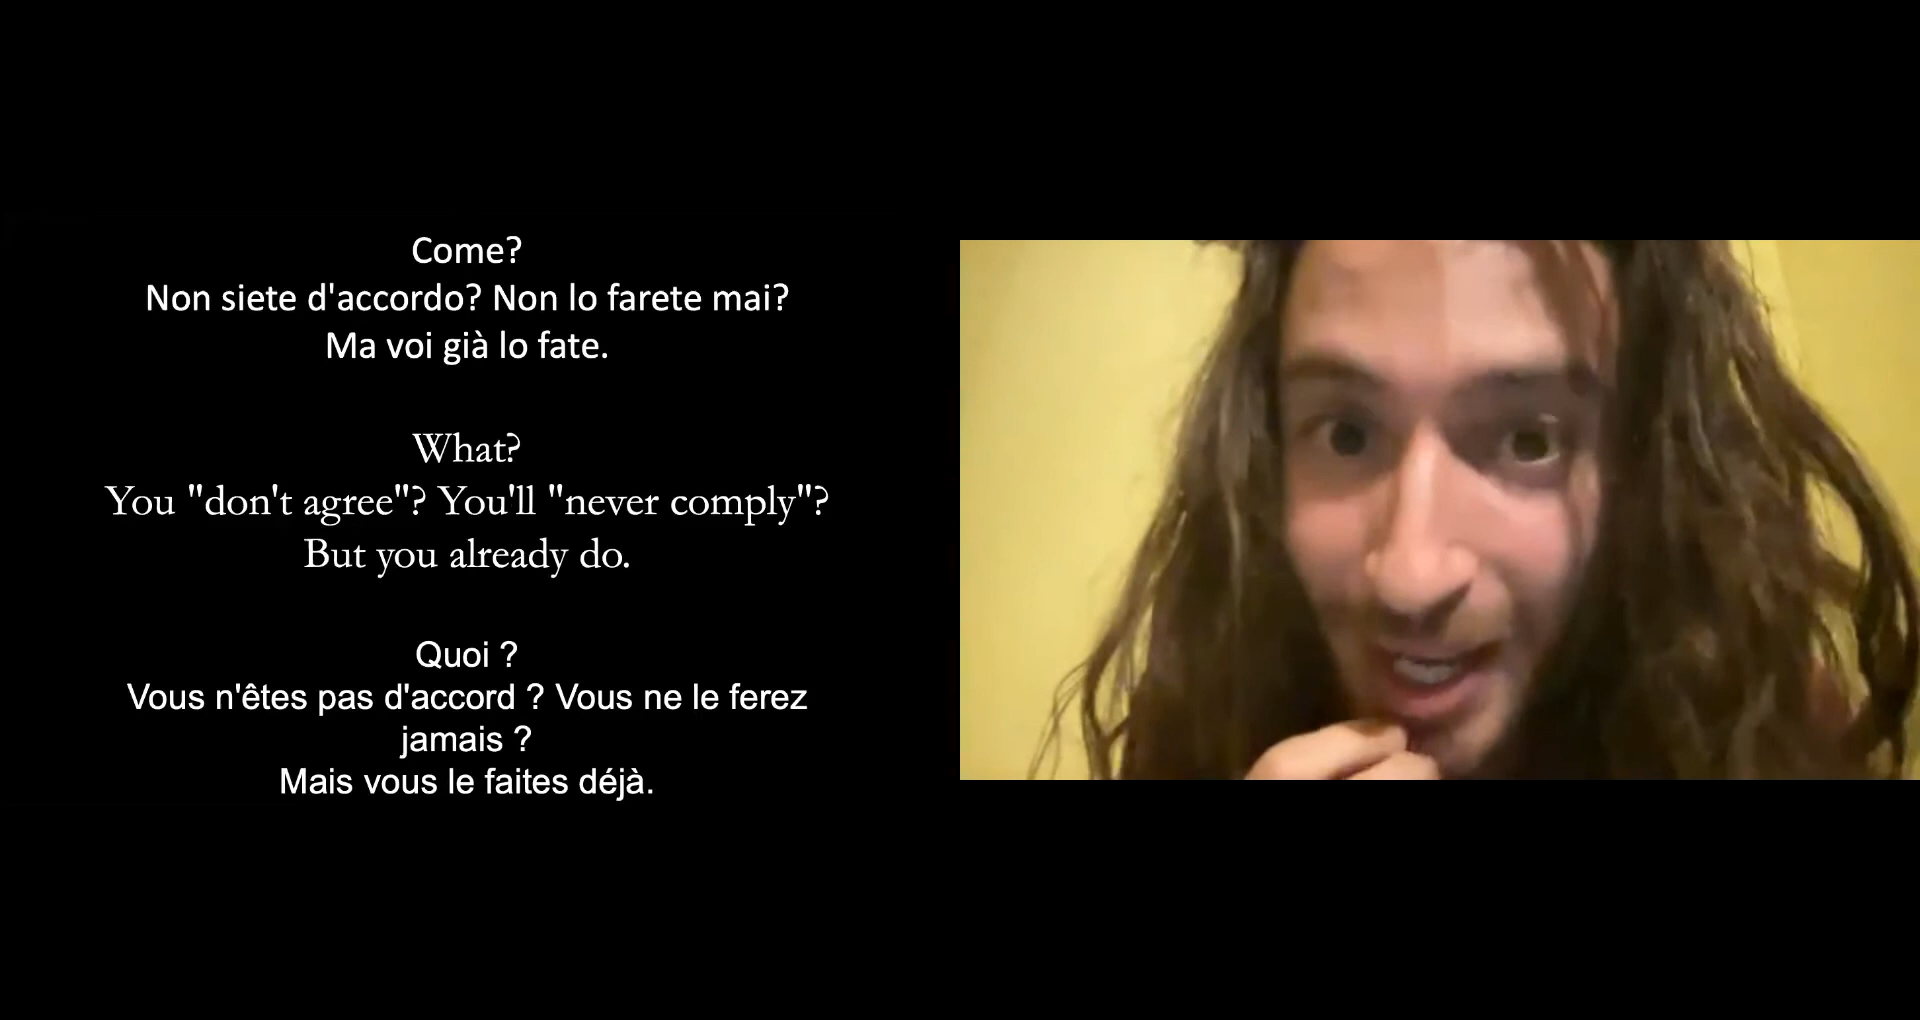 Come?
Non siete d'accordo? Non lo farete mai?
Ma voi già lo fate.
What?
You "don't agree"? You'll "never comply"?
But you already do.
Quoi ?
Vous n'êtes pas d'accord ? Vous ne le ferez
jamais ?
Mais vous le faites déjà.